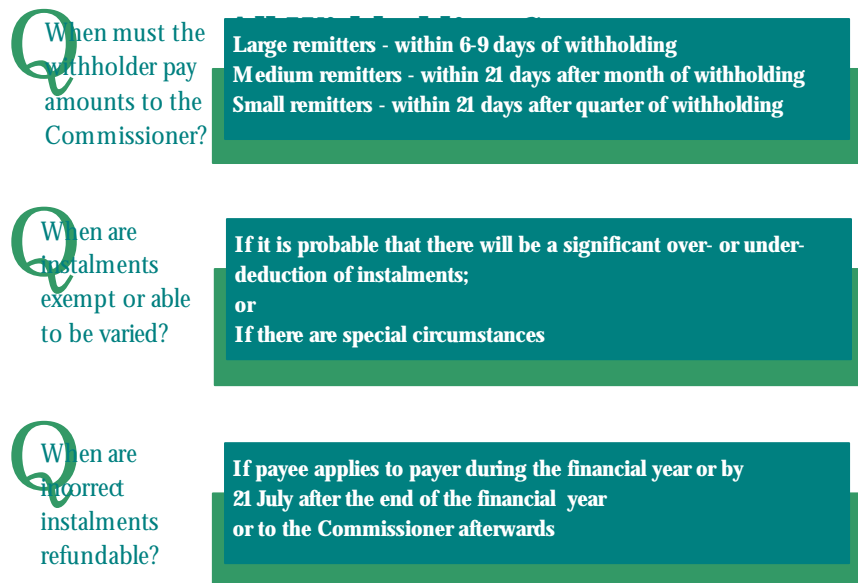 Q
When must the
withholder pay
amounts to the
Commissioner?
Large remitters - within 6-9 days of withholding
Medium remitters - within 21 days after month of withholding
Small remitters - within 21 days after quarter of withholding
Q
When are
instalments
exempt or able
to be varied?
If it is probable that there will be a significant over- or under-
deduction of instalments;
or
If there are special circumstances
Q
When are
incorrect
instalments
refundable?
If payee applies to payer during the financial year or by
21 July after the end of the financial year
or to the Commissioner afterwards